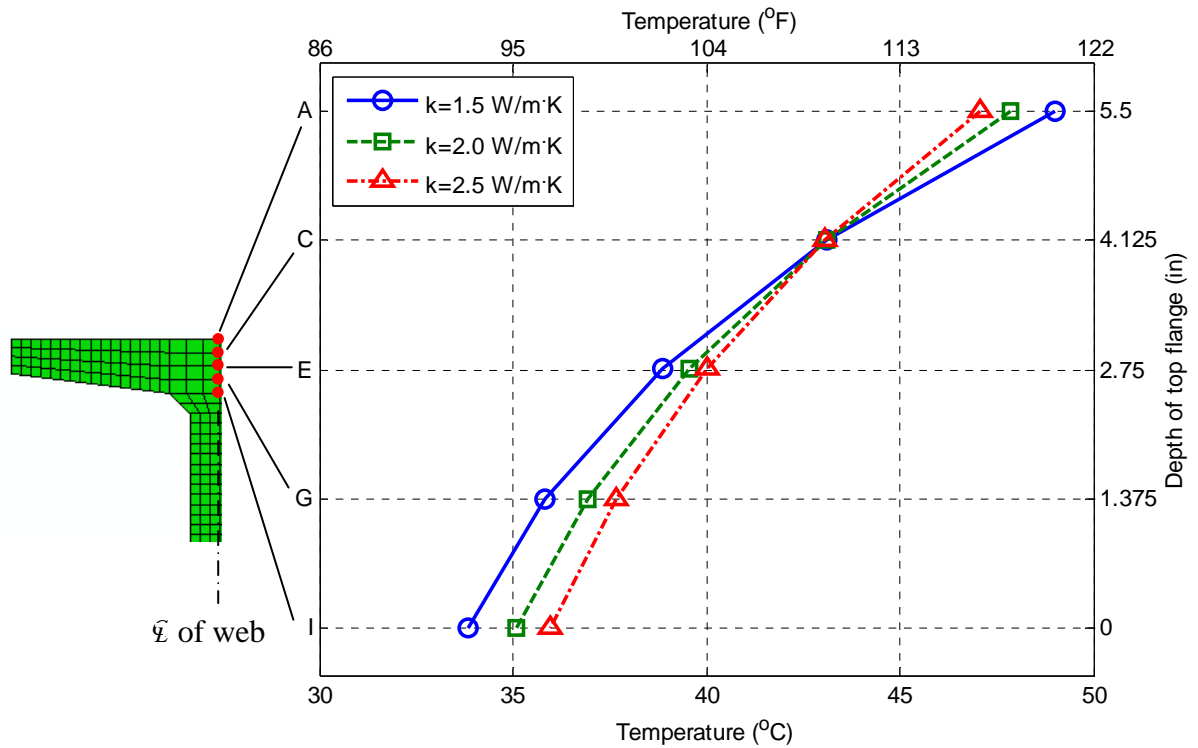 Temperature (°F)
86 95 104 113 122
k=1.5 W/m·K
k=2.0 W/m·K
k=2.5 W/m·K
A 5.5
C 4.125
E 2.75
G 1.375
I 0
Depth of top flange (in)
℄ of web
30 35 40 45 50
Temperature (°C)